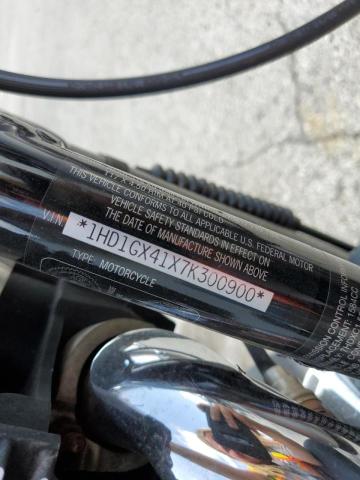 THIS VEHICLE CONFORMS TO ALL APPLICABLE U.S. FEDERAL MOTOR
VEHICLE SAFETY STANDARDS IN EFFECT ON
THE DATE OF MANUFACTURE SHOWN ABOVE
V.I.N.
*1HD1GX41X7K300900*
TYPE: MOTORCYCLE
CONTROL